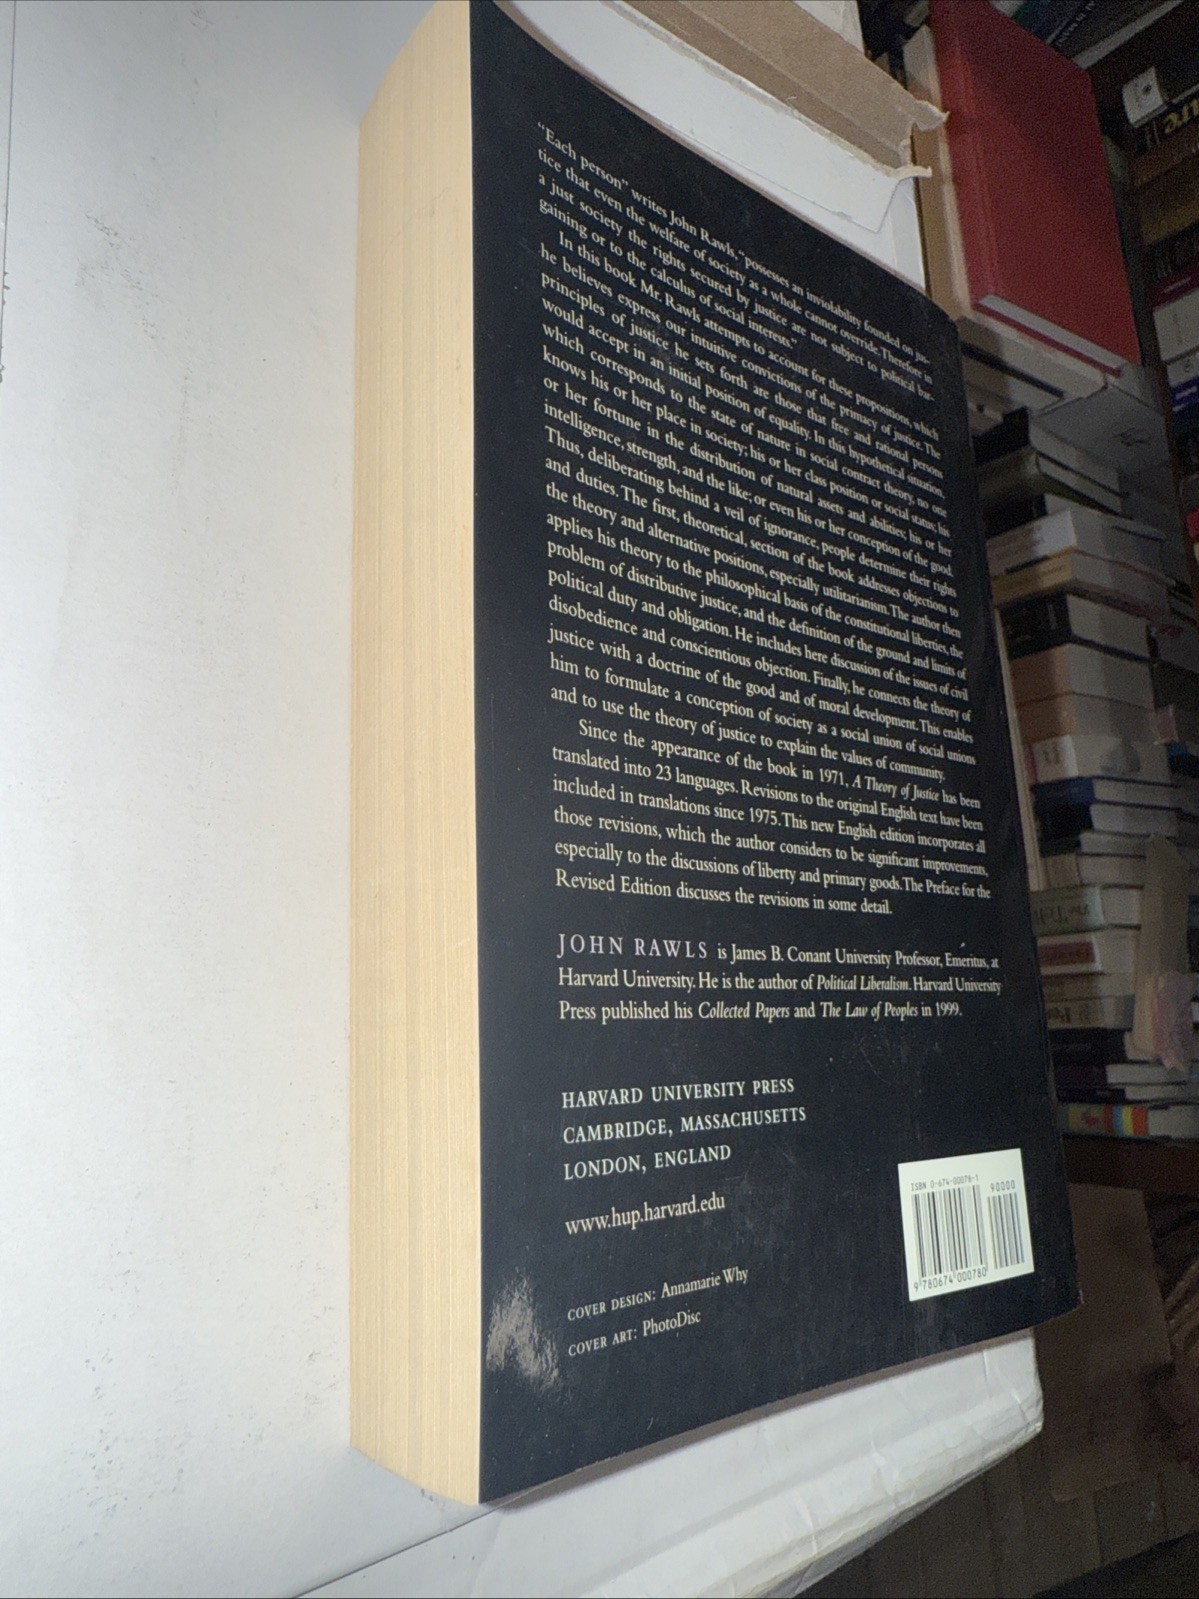 “Each person” writes John Rawls, “possesses an inviolability founded on jus-
tice that even the welfare of society as a whole cannot override. Therefore in
a just society the rights secured by justice are not subject to political bar-
gaining or to the calculus of social interests.”
In this book Mr. Rawls attempts to account for these propositions, which
he believes express our intuitive convictions of the primacy of justice. The
principles of justice he sets forth are those that free and rational persons
would accept in an initial position of equality. In this hypothetical situation,
which corresponds to the state of nature in social contract theory, no one
knows his or her place in society; his or her class position or social status; his
or her fortune in the distribution of natural assets and abilities; his or her
intelligence, strength, and the like; or even his or her conception of the good.
Thus, deliberating behind a veil of ignorance, people determine their rights
and duties. The first, theoretical, section of the book addresses objections to
the theory and alternative positions, especially utilitarianism. The author then
applies his theory to the philosophical basis of the constitutional liberties, the
problem of distributive justice, and the definition of the ground and limits of
political duty and obligation. He includes here discussion of the issues of civil
disobedience and conscientious objection. Finally, he connects the theory of
justice with a doctrine of the good and of moral development. This enables
him to formulate a conception of society as a social union of social unions
and to use the theory of justice to explain the values of community.
Since the appearance of the book in 1971, A Theory of Justice has been
translated into 23 languages. Revisions to the original English text have been
included in translations since 1975. This new English edition incorporates all
those revisions, which the author considers to be significant improvements,
especially to the discussions of liberty and primary goods. The Preface for the
Revised Edition discusses the revisions in some detail.
JOHN RAWLS is James B. Conant University Professor, Emeritus, at
Harvard University. He is the author of Political Liberalism. Harvard University
Press published his Collected Papers and The Law of Peoples in 1999.
HARVARD UNIVERSITY PRESS
CAMBRIDGE, MASSACHUSETTS
LONDON, ENGLAND
www.hup.harvard.edu
COVER DESIGN: Annamarie Why
COVER ART: PhotoDisc
ISBN 0-674-00078-1
90000
9 780674 000780